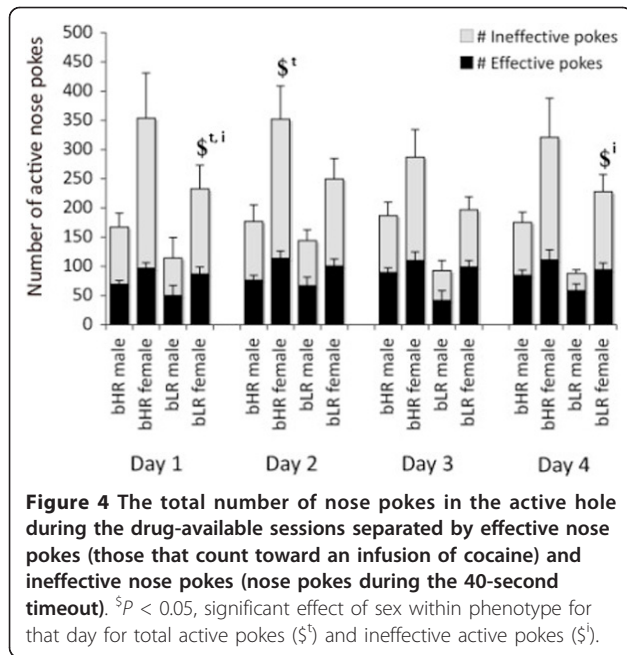 500
450
400
350
300
250
200
150
100
50
0
Number of active nose pokes
# Ineffective pokes
# Effective pokes
$t,i
$t
$i
bHR male
bHR female
bLR male
bLR female
bHR male
bHR female
bLR male
bLR female
bHR male
bHR female
bLR male
bLR female
bHR male
bHR female
bLR male
bLR female
Day 1
Day 2
Day 3
Day 4
Figure 4 The total number of nose pokes in the active hole
during the drug-available sessions separated by effective nose
pokes (those that count toward an infusion of cocaine) and
ineffective nose pokes (nose pokes during the 40-second
timeout). $P < 0.05, significant effect of sex within phenotype for
that day for total active pokes ($t) and ineffective active pokes ($i).